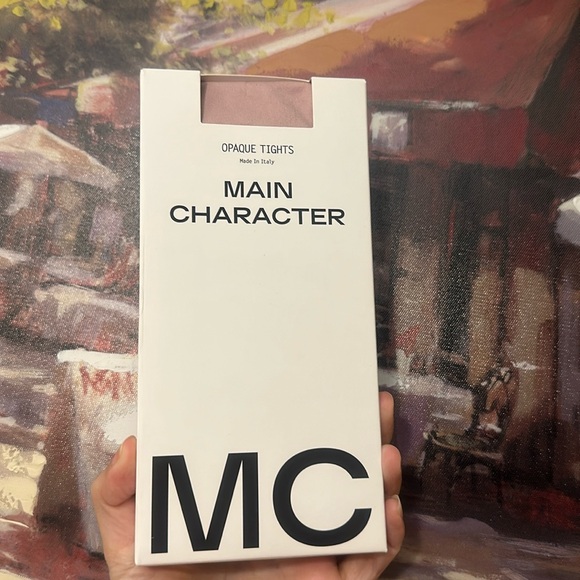 OPAQUE TIGHTS
Made In Italy
MAIN
CHARACTER
MC